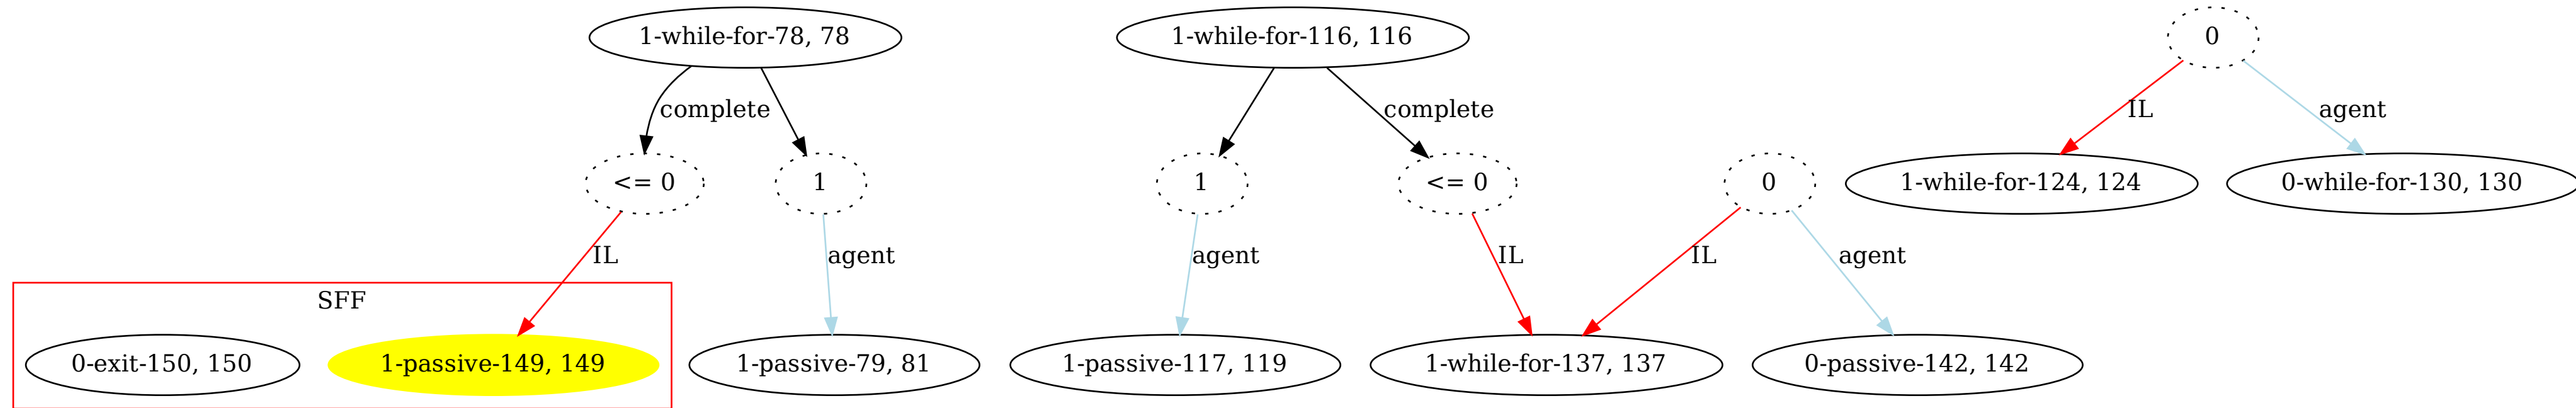 1-while-for-78, 78
1-while-for-116, 116
0
complete
complete
IL
agent
<= 0
1
1
<= 0
0
1-while-for-124, 124
0-while-for-130, 130
IL
agent
agent
IL
IL
agent
SFF
0-exit-150, 150
1-passive-149, 149
1-passive-79, 81
1-passive-117, 119
1-while-for-137, 137
0-passive-142, 142